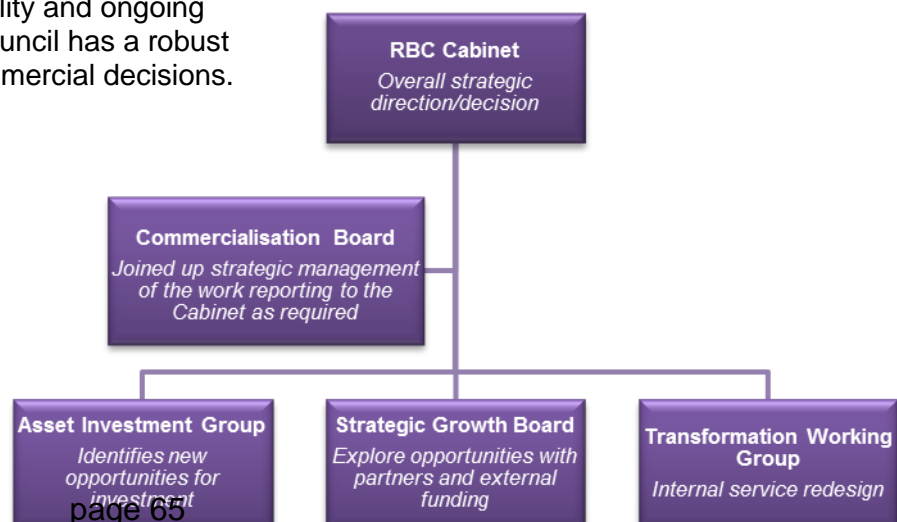 lity and ongoing
uncil has a robust
mercial decisions.
RBC Cabinet
Overall strategic
direction/decision
Commercialisation Board
Joined up strategic management
of the work reporting to the
Cabinet as required
Asset Investment Group
Identifies new
opportunities for
investment
Strategic Growth Board
Explore opportunities with
partners and external
funding
Transformation Working
Group
Internal service redesign
page 65